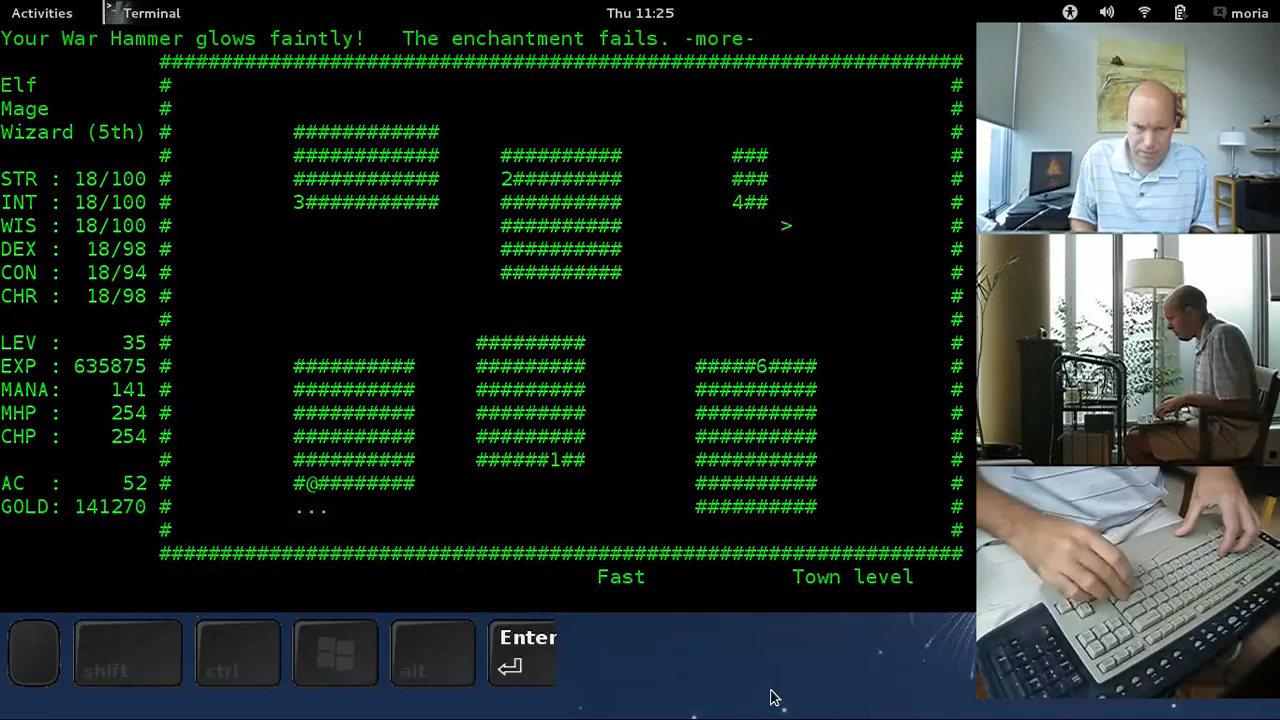 Activities Terminal Thu 11:25 moria
Your War Hammer glows faintly!   The enchantment fails. -more-
##################################################################
Elf # #
Mage # #
Wizard (5th) # ############ #
# ############ ########## ### #
STR : 18/100 # ############ 2######### ### #
INT : 18/100 # 3########### ########## 4## #
WIS : 18/100 # ########## > #
DEX : 18/98 # ########## #
CON : 18/94 # ########## #
CHR : 18/98 # #
# #
LEV : 35 # ######### #
EXP : 635875 # ########## ######### #####6#### #
MANA: 141 # ########## ######### ########## #
MHP : 254 # ########## ######### ########## #
CHP : 254 # ########## ######### ########## #
# ########## ######1## ########## #
AC : 52 # #@######## ########## #
GOLD: 141270 # ... ########## #
# #
##################################################################
Fast Town level
shift ctrl alt Enter